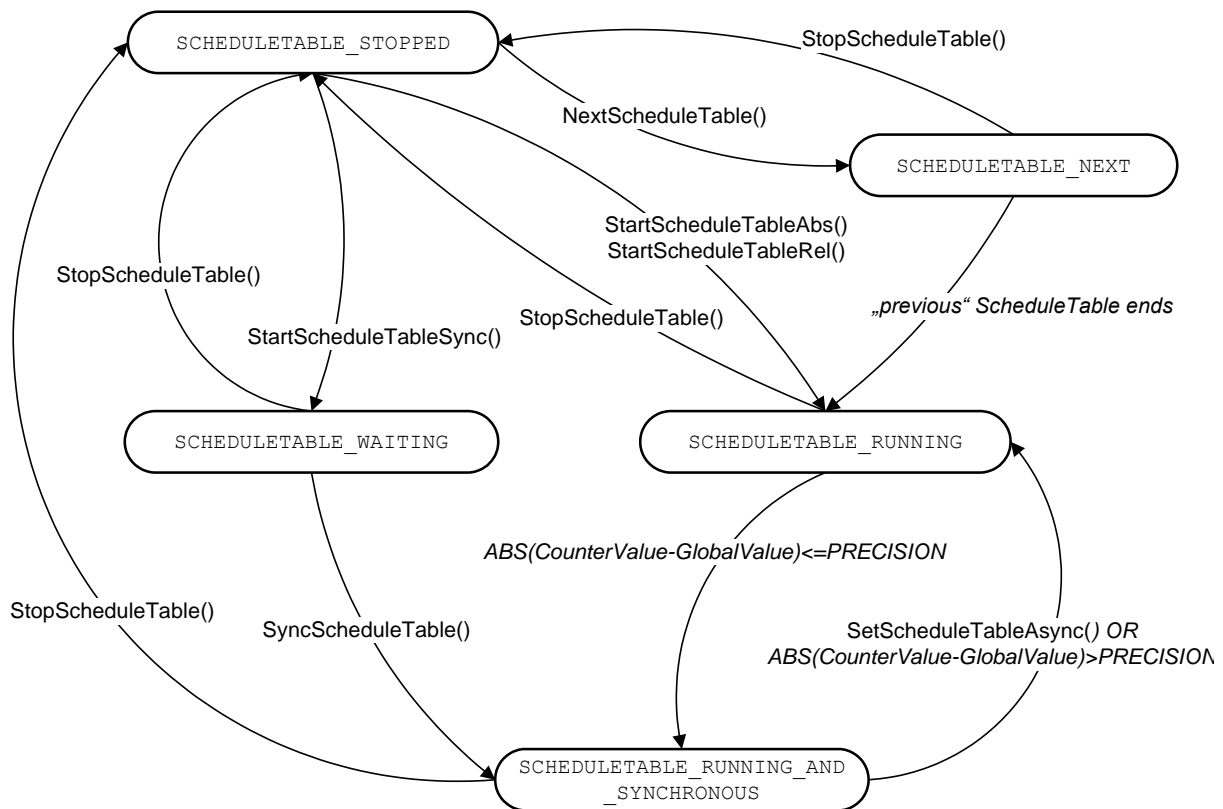 SCHEDULETABLE_STOPPED
StopScheduleTable()
NextScheduleTable()
SCHEDULETABLE_NEXT
StartScheduleTableAbs()
StartScheduleTableRel()
StopScheduleTable()
„previous“ ScheduleTable ends
StopScheduleTable()
StartScheduleTableSync()
SCHEDULETABLE_WAITING
SCHEDULETABLE_RUNNING
ABS(CounterValue-GlobalValue)<=PRECISION
StopScheduleTable()
SyncScheduleTable()
SetScheduleTableAsync() OR
ABS(CounterValue-GlobalValue)>PRECISION
SCHEDULETABLE_RUNNING_AND
_SYNCHRONOUS